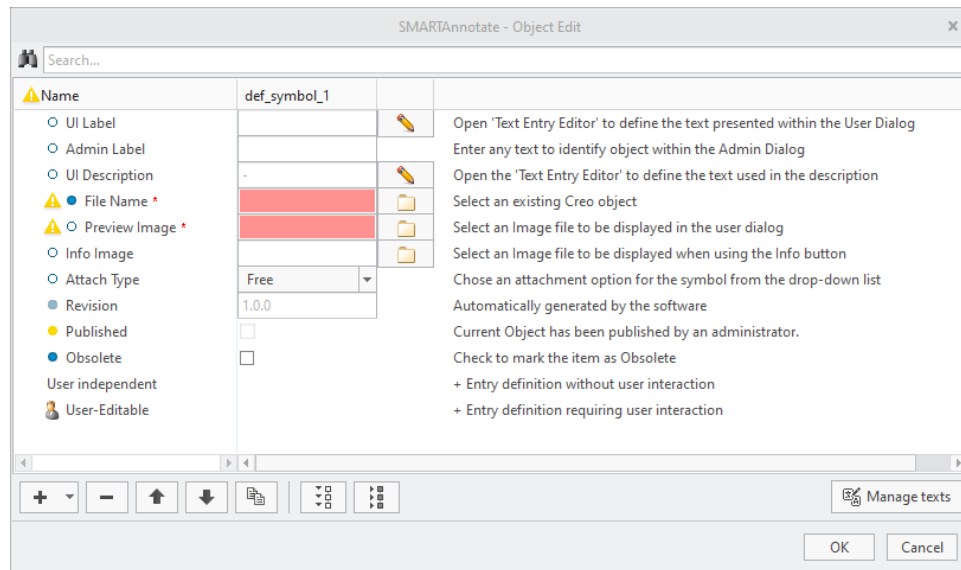 SMARTAnnotate - Object Edit
Search...
Name def_symbol_1
UI Label Open 'Text Entry Editor' to define the text presented within the User Dialog
Admin Label Enter any text to identify object within the Admin Dialog
UI Description - Open the 'Text Entry Editor' to define the text used in the description
File Name * Select an existing Creo object
Preview Image * Select an Image file to be displayed in the user dialog
Info Image Select an Image file to be displayed when using the Info button
Attach Type Free Chose an attachment option for the symbol from the drop-down list
Revision 1.0.0 Automatically generated by the software
Published Current Object has been published by an administrator.
Obsolete Check to mark the item as Obsolete
User independent + Entry definition without user interaction
User-Editable + Entry definition requiring user interaction
Manage texts
OK Cancel